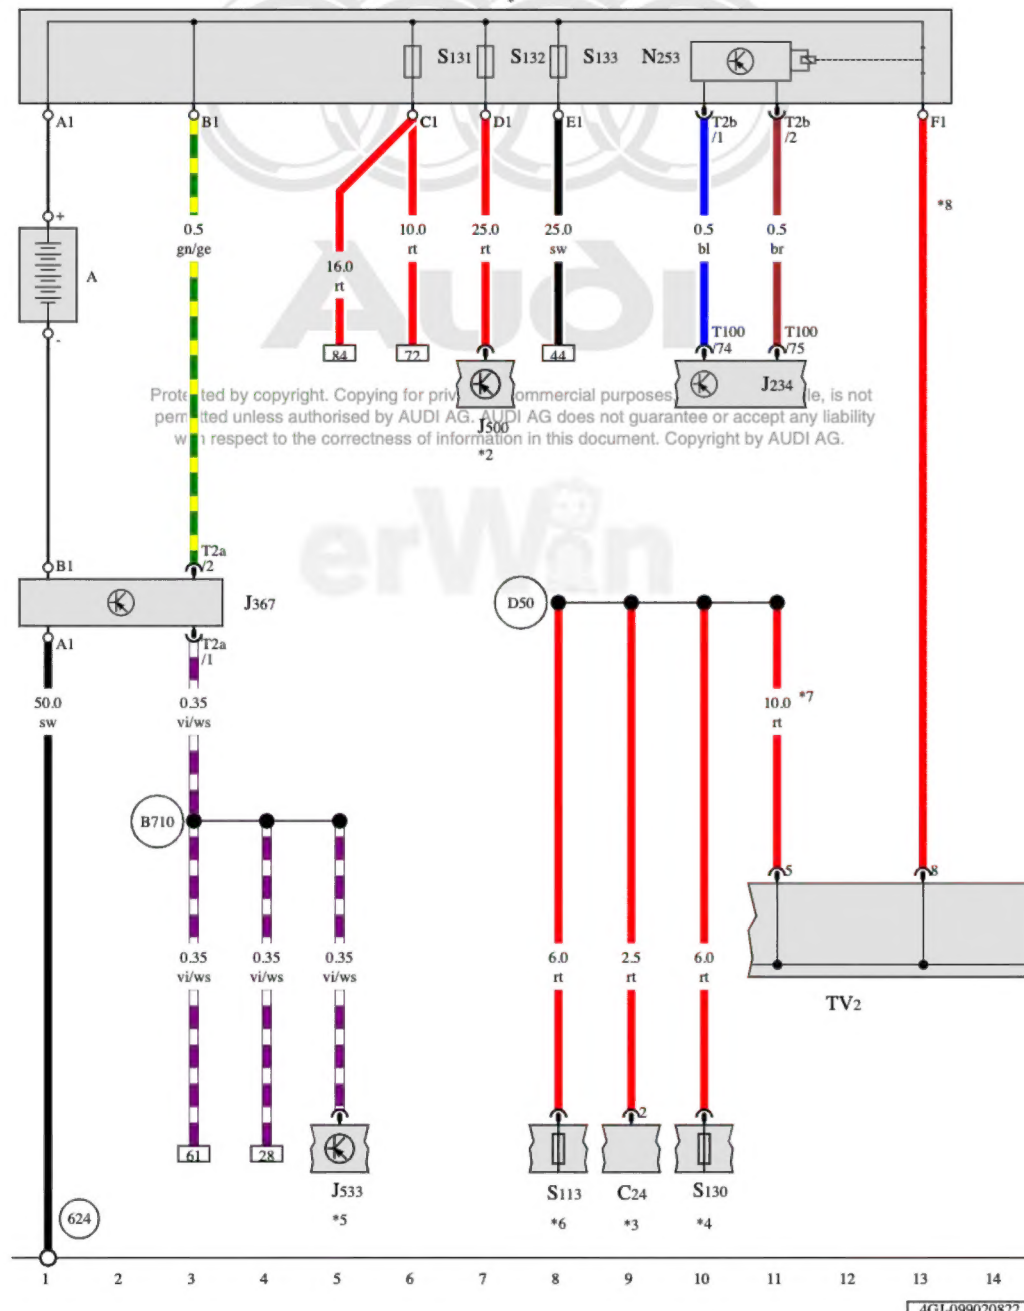 S131 S132 S133 N253
A1 B1 C1 D1 E1 T2b /1 T2b /2 F1
*8
+
A
-
0.5 gn/ge
16.0 rt
10.0 rt
25.0 rt
25.0 sw
0.5 bl
0.5 br
Audi
84 72 44
T100 /74 T100 /75
J234
J500
*2
Protected by copyright. Copying for priv ommercial purposes, le, is not
permitted unless authorised by AUDI AG. AUDI AG does not guarantee or accept any liability
with respect to the correctness of information in this document. Copyright by AUDI AG.
erWin
B1 T2a /2
J367
A1 T2a /1
D50
50.0 sw
0.35 vi/ws
10.0 rt *7
B710
5 8
0.35 vi/ws
0.35 vi/ws
0.35 vi/ws
6.0 rt
2.5 rt
6.0 rt
TV2
2
61 28
J533
*5
S113
*6
C24
*3
S130
*4
624
1 2 3 4 5 6 7 8 9 10 11 12 13 14
4GL-099020822